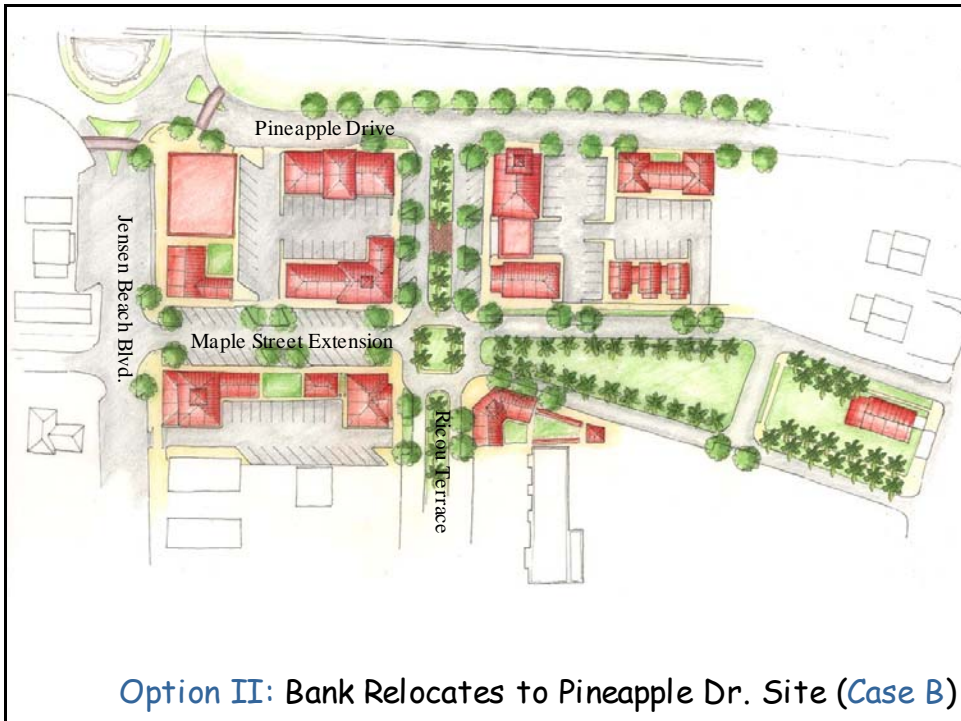 Pineapple Drive
Jensen Beach Blvd.
Maple Street Extension
Ricou Terrace
Option II: Bank Relocates to Pineapple Dr. Site (Case B)